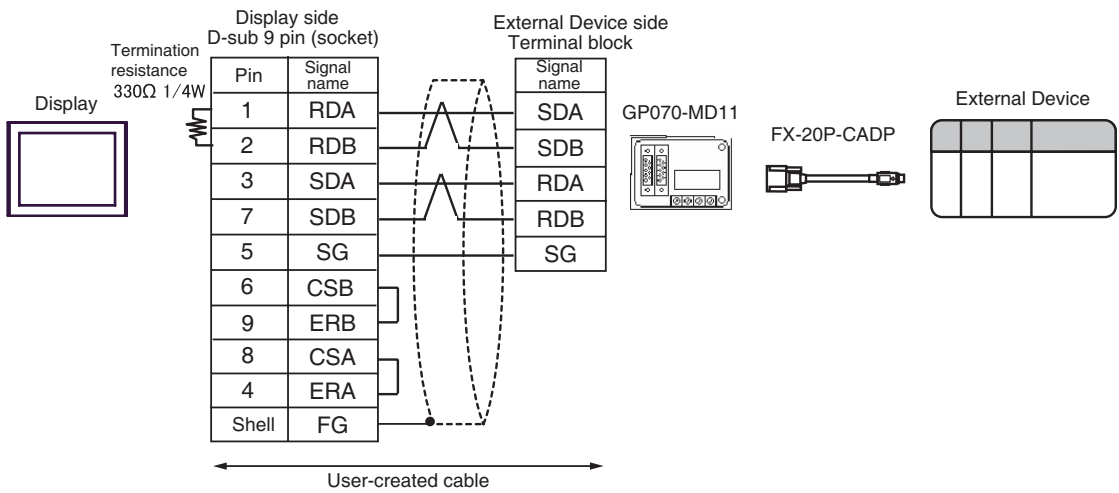 Display side
D-sub 9 pin (socket)
External Device side
Terminal block
Termination
resistance
330Ω 1/4W
Display
Pin
Signal
name
1 RDA
2 RDB
3 SDA
7 SDB
5 SG
6 CSB
9 ERB
8 CSA
4 ERA
Shell FG
Signal
name
SDA
SDB
RDA
RDB
SG
GP070-MD11
FX-20P-CADP
External Device
User-created cable